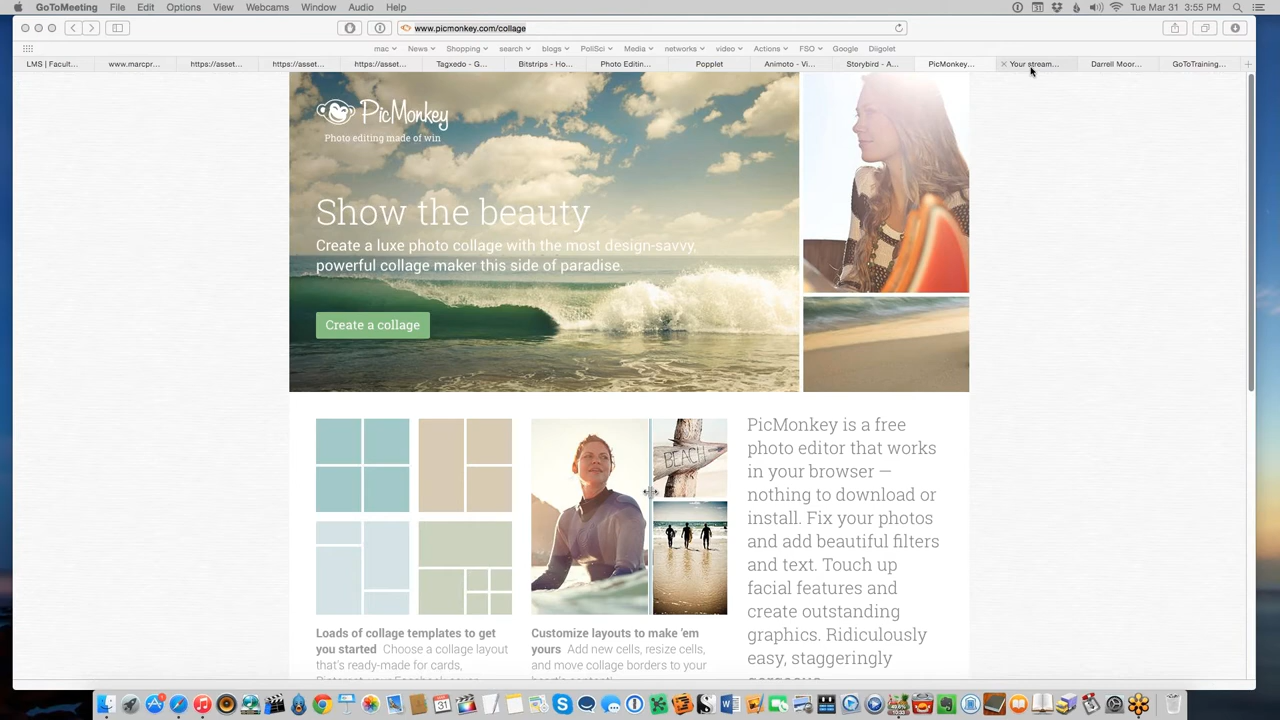 GoToMeeting File Edit Options View Webcams Window Audio Help Tue Mar 31 3:55 PM
www.picmonkey.com/collage
mac News Shopping search blogs PoliSci Media networks video Actions FSO Google Diigolet
LMS | Facult... www.marcpr... https://asset... https://asset... https://asset... Tagxedo - G... Bitstrips - Ho... Photo Editin... Popplet Animoto - Vi... Storybird - A... PicMonkey... Your stream... Darrell Moor... GoToTraining...
PicMonkey
Photo editing made of win
Show the beauty
Create a luxe photo collage with the most design-savvy,
powerful collage maker this side of paradise.
Create a collage
BEACH
Loads of collage templates to get
you started Choose a collage layout
that's ready-made for cards,
Customize layouts to make 'em
yours Add new cells, resize cells,
and move collage borders to your
PicMonkey is a free
photo editor that works
in your browser —
nothing to download or
install. Fix your photos
and add beautiful filters
and text. Touch up
facial features and
create outstanding
graphics. Ridiculously
easy, staggeringly